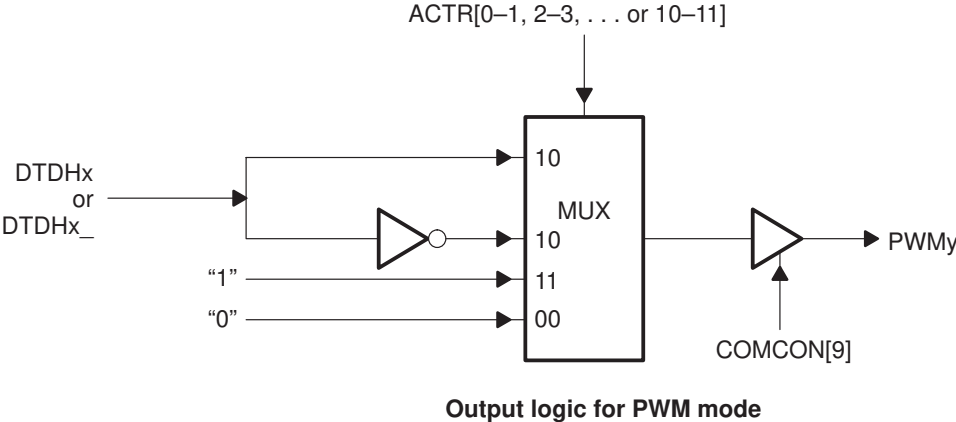 ACTR[0–1, 2–3, . . . or 10–11]
DTDHx
or
DTDHx_
10
MUX
10
11
00
“1”
“0”
PWMy
COMCON[9]
Output logic for PWM mode